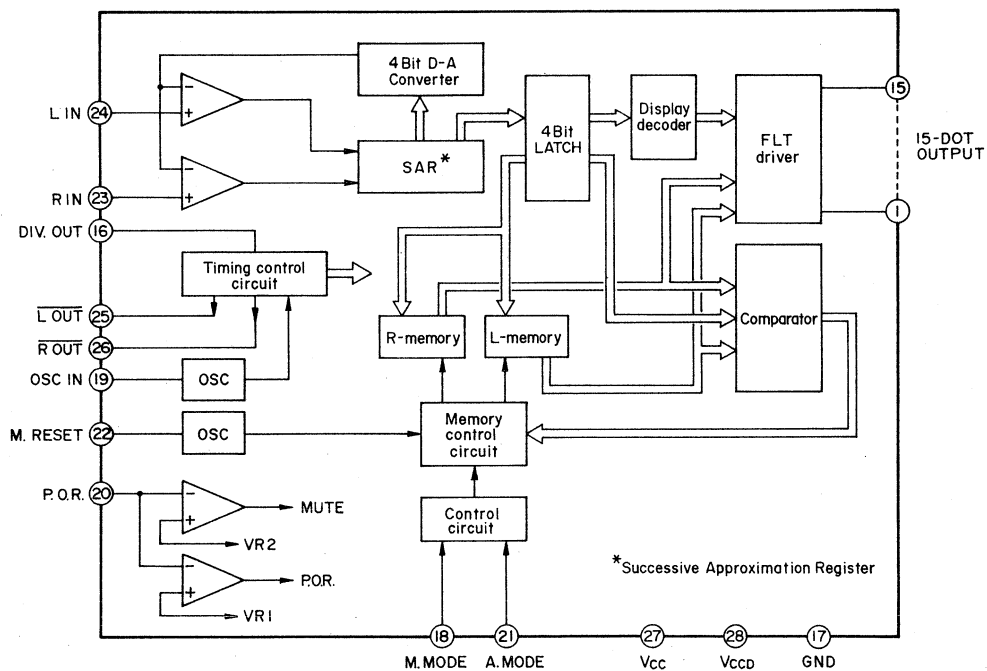 4Bit D-A
Converter
4Bit
LATCH
Display
decoder
FLT
driver
15
15-DOT
OUTPUT
1
L IN 24
−
+
SAR*
R IN 23
−
+
DIV. OUT 16
Timing control
circuit
L OUT 25
R OUT 26
R-memory
L-memory
Comparator
OSC IN 19
OSC
M. RESET 22
OSC
Memory
control
circuit
P.O.R. 20
−
+
MUTE
VR2
Control
circuit
−
+
P.O.R.
VR1
*Successive Approximation Register
18
21
27
28
17
M. MODE
A. MODE
VCC
VCCD
GND